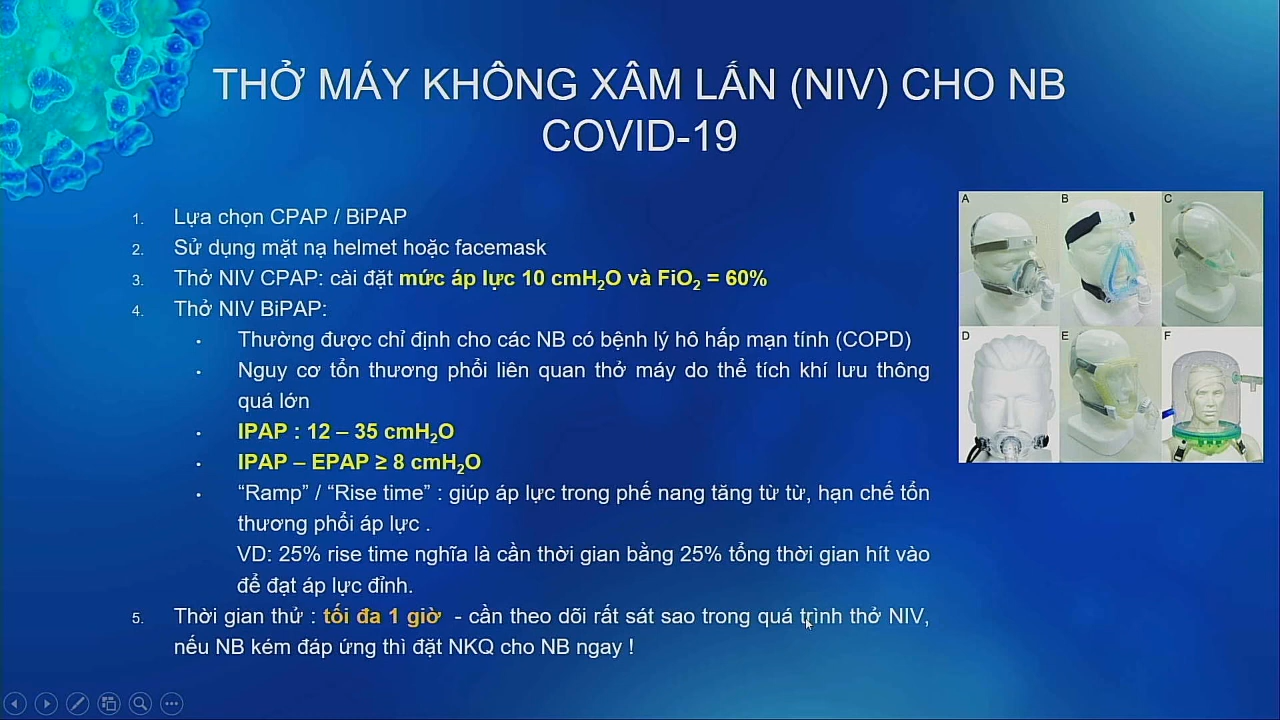 THỞ MÁY KHÔNG XÂM LẤN (NIV) CHO NB
COVID-19
1. Lựa chọn CPAP / BiPAP
2. Sử dụng mặt nạ helmet hoặc facemask
3. Thở NIV CPAP: cài đặt mức áp lực 10 cmH₂O và FiO₂ = 60%
4. Thở NIV BiPAP:
• Thường được chỉ định cho các NB có bệnh lý hô hấp mạn tính (COPD)
• Nguy cơ tổn thương phổi liên quan thở máy do thể tích khí lưu thông
quá lớn
• IPAP : 12 – 35 cmH₂O
• IPAP – EPAP ≥ 8 cmH₂O
• “Ramp” / “Rise time” : giúp áp lực trong phế nang tăng từ từ, hạn chế tổn
thương phổi áp lực .
VD: 25% rise time nghĩa là cần thời gian bằng 25% tổng thời gian hít vào
để đạt áp lực đỉnh.
5. Thời gian thử : tối đa 1 giờ - cần theo dõi rất sát sao trong quá trình thở NIV,
nếu NB kém đáp ứng thì đặt NKQ cho NB ngay !
A B C
D E F